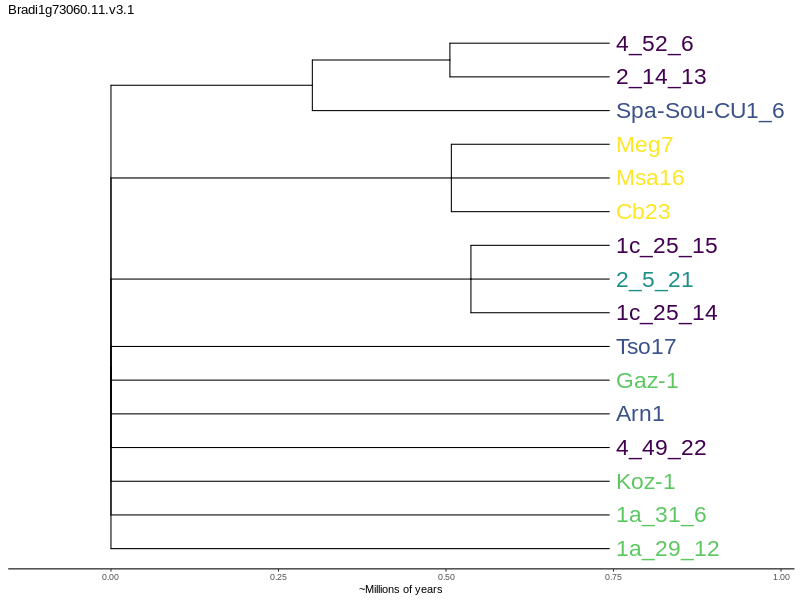 Bradi1g73060.11.v3.1
4_52_6
2_14_13
Spa-Sou-CU1_6
Meg7
Msa16
Cb23
1c_25_15
2_5_21
1c_25_14
Tso17
Gaz-1
Arn1
4_49_22
Koz-1
1a_31_6
1a_29_12
0.00 0.25 0.50 0.75 1.00
~Millions of years